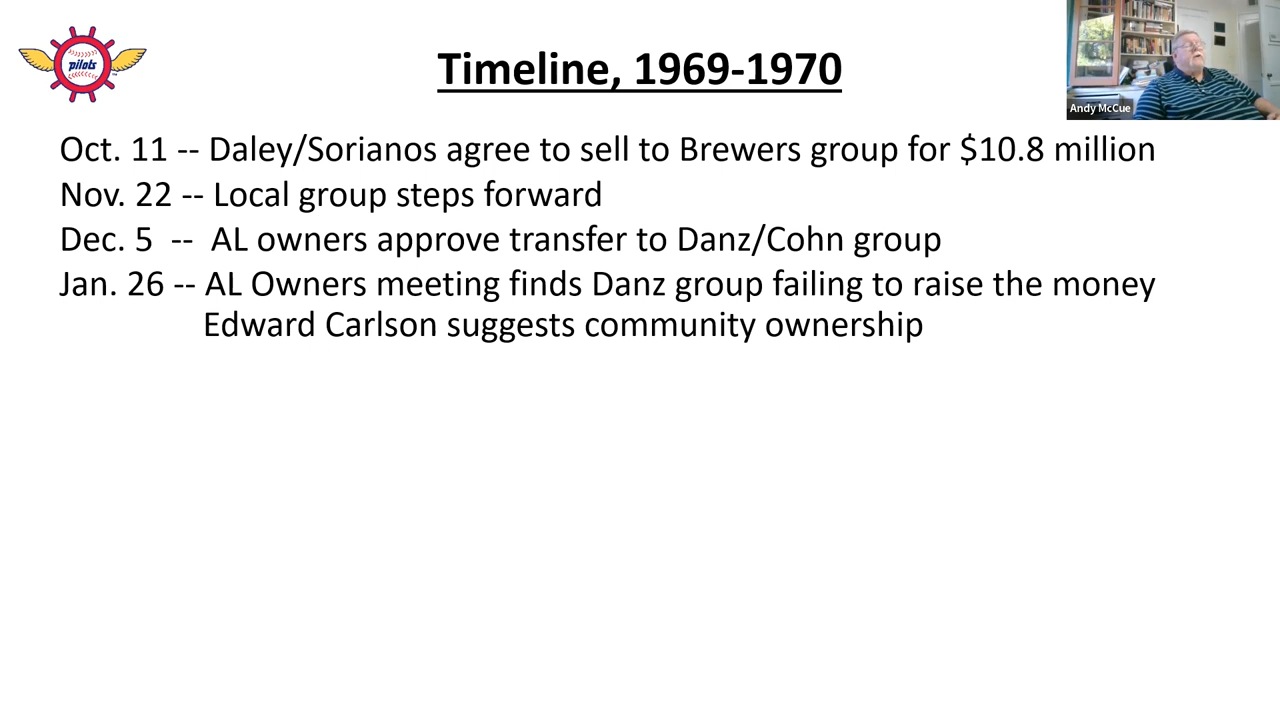 pilots
Timeline, 1969-1970
Andy McCue
Oct. 11 -- Daley/Sorianos agree to sell to Brewers group for $10.8 million
Nov. 22 -- Local group steps forward
Dec. 5 -- AL owners approve transfer to Danz/Cohn group
Jan. 26 -- AL Owners meeting finds Danz group failing to raise the money
Edward Carlson suggests community ownership